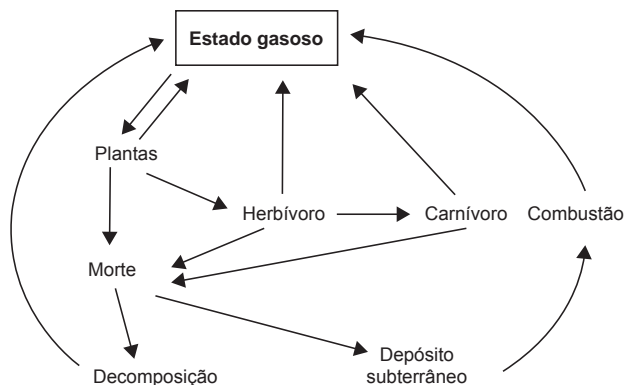 Estado gasoso
Plantas
Herbívoro
Carnívoro
Combustão
Morte
Decomposição
Depósito
subterrâneo